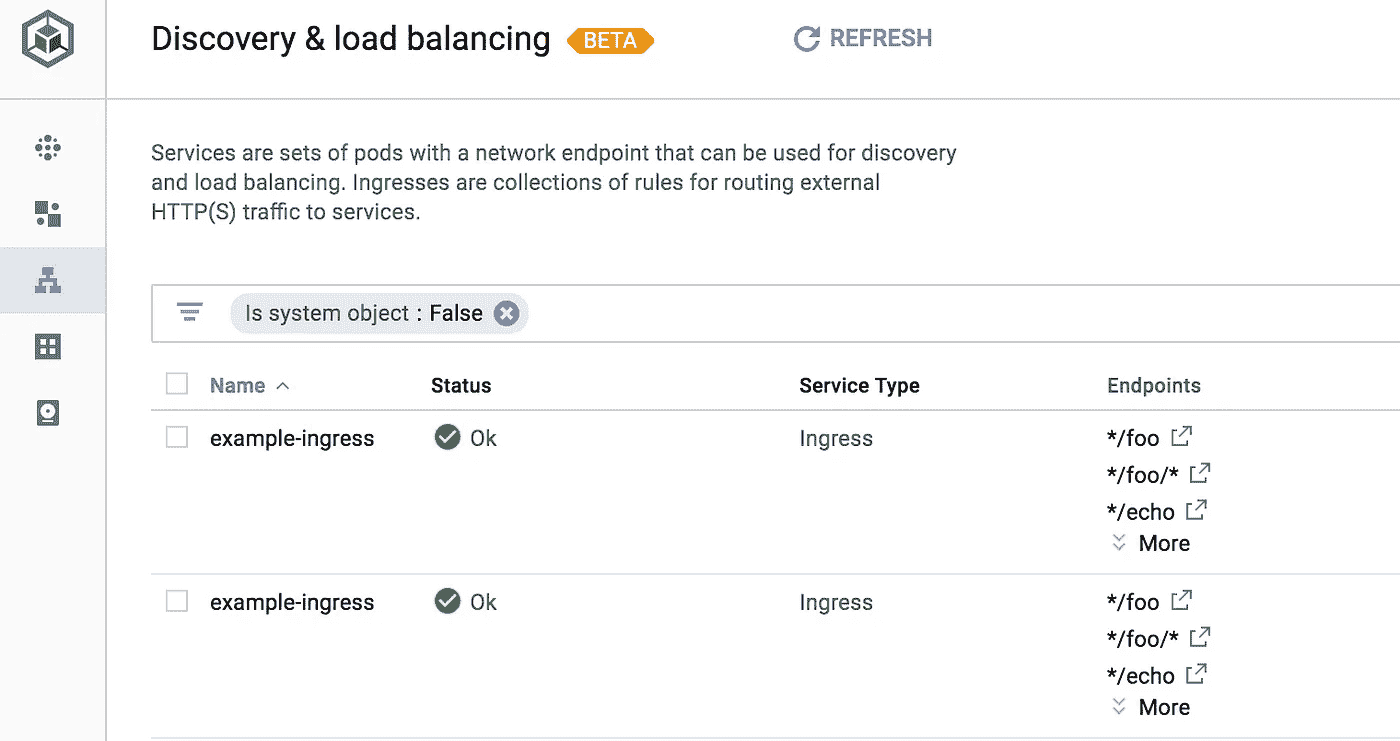 Discovery & load balancing BETA REFRESH
Services are sets of pods with a network endpoint that can be used for discovery
and load balancing. Ingresses are collections of rules for routing external
HTTP(S) traffic to services.
Is system object : False
Name Status Service Type Endpoints
example-ingress Ok Ingress */foo
*/foo/*
*/echo
More
example-ingress Ok Ingress */foo
*/foo/*
*/echo
More